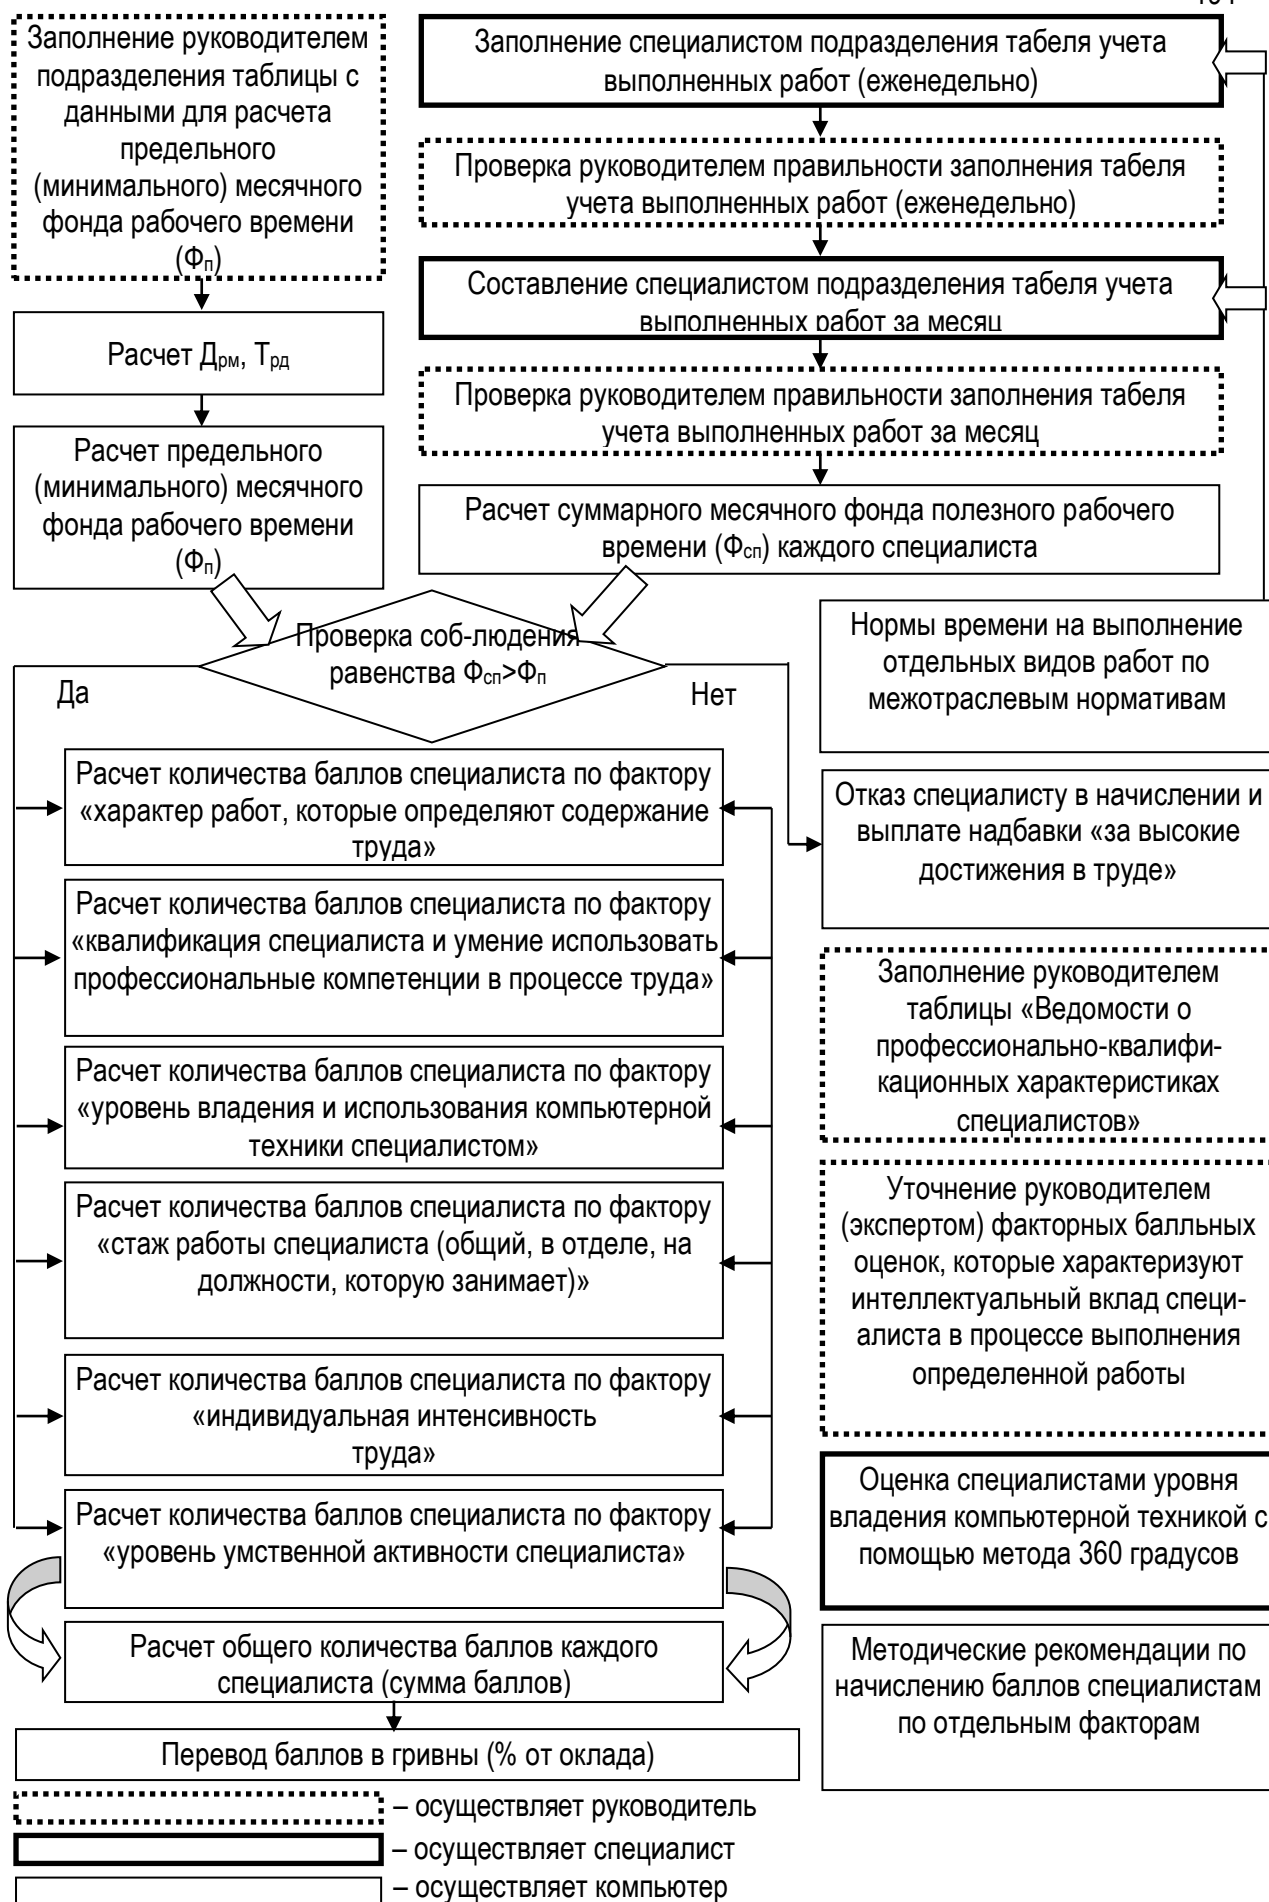 Заполнение руководителем
подразделения таблицы с
данными для расчета
предельного
(минимального) месячного
фонда рабочего времени
(Фп)
Расчет Дрм, Трд
Расчет предельного
(минимального) месячного
фонда рабочего времени
(Фп)
Заполнение специалистом подразделения табеля учета
выполненных работ (еженедельно)
Проверка руководителем правильности заполнения табеля
учета выполненных работ (еженедельно)
Составление специалистом подразделения табеля учета
выполненных работ за месяц
Проверка руководителем правильности заполнения табеля
учета выполненных работ за месяц
Расчет суммарного месячного фонда полезного рабочего
времени (Фсп) каждого специалиста
Проверка соб-людения
равенства Фсп>Фп
Да
Нет
Нормы времени на выполнение
отдельных видов работ по
межотраслевым нормативам
Расчет количества баллов специалиста по фактору
«характер работ, которые определяют содержание
труда»
Расчет количества баллов специалиста по фактору
«квалификация специалиста и умение использовать
профессиональные компетенции в процессе труда»
Расчет количества баллов специалиста по фактору
«уровень владения и использования компьютерной
техники специалистом»
Расчет количества баллов специалиста по фактору
«стаж работы специалиста (общий, в отделе, на
должности, которую занимает)»
Расчет количества баллов специалиста по фактору
«индивидуальная интенсивность
труда»
Расчет количества баллов специалиста по фактору
«уровень умственной активности специалиста»
Расчет общего количества баллов каждого
специалиста (сумма баллов)
Перевод баллов в гривны (% от оклада)
Отказ специалисту в начислении и
выплате надбавки «за высокие
достижения в труде»
Заполнение руководителем
таблицы «Ведомости о
профессионально-квалифи-
кационных характеристиках
специалистов»
Уточнение руководителем
(экспертом) факторных балльных
оценок, которые характеризуют
интеллектуальный вклад специ-
алиста в процессе выполнения
определенной работы
Оценка специалистами уровня
владения компьютерной техникой с
помощью метода 360 градусов
Методические рекомендации по
начислению баллов специалистам
по отдельным факторам
– осуществляет руководитель
– осуществляет специалист
– осуществляет компьютер